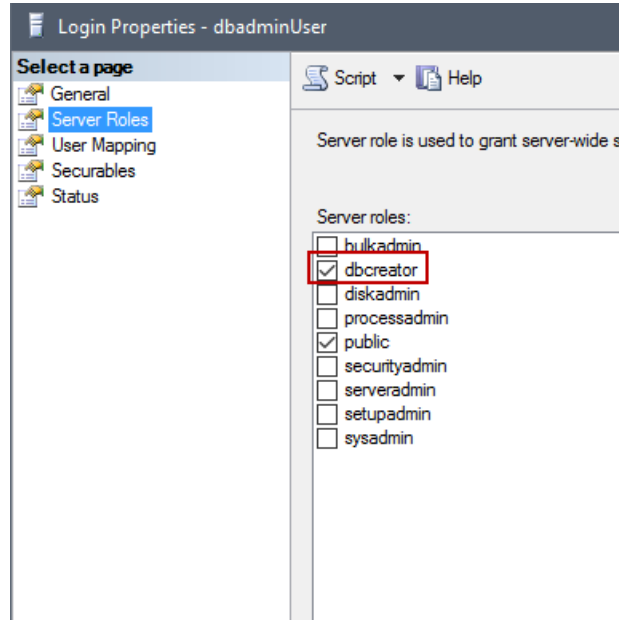 Login Properties - dbadminUser
Select a page
General
Server Roles
User Mapping
Securables
Status
Script
Help
Server role is used to grant server-wide s
Server roles:
bulkadmin
dbcreator
diskadmin
processadmin
public
securityadmin
serveradmin
setupadmin
sysadmin